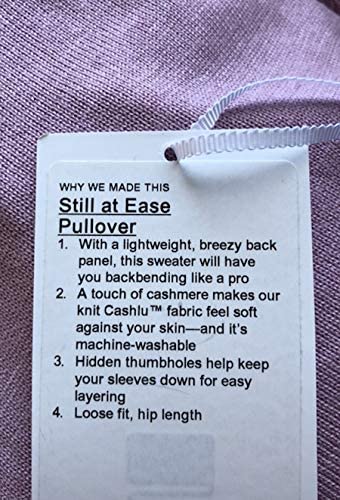 WHY WE MADE THIS
Still at Ease
Pullover
1. With a lightweight, breezy back
panel, this sweater will have
you backbending like a pro
2. A touch of cashmere makes our
knit Cashlu™ fabric feel soft
against your skin—and it's
machine-washable
3. Hidden thumbholes help keep
your sleeves down for easy
layering
4. Loose fit, hip length